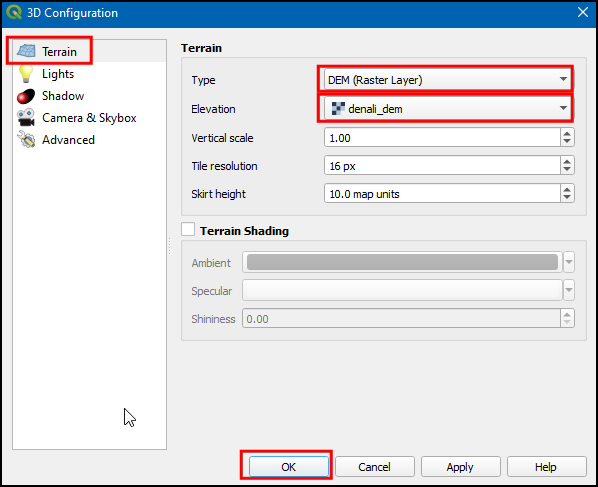 3D Configuration
Terrain
Lights
Shadow
Camera & Skybox
Advanced
Terrain
Type DEM (Raster Layer)
Elevation denali_dem
Vertical scale 1.00
Tile resolution 16 px
Skirt height 10.0 map units
Terrain Shading
Ambient
Specular
Shininess 0.00
OK Cancel Apply Help